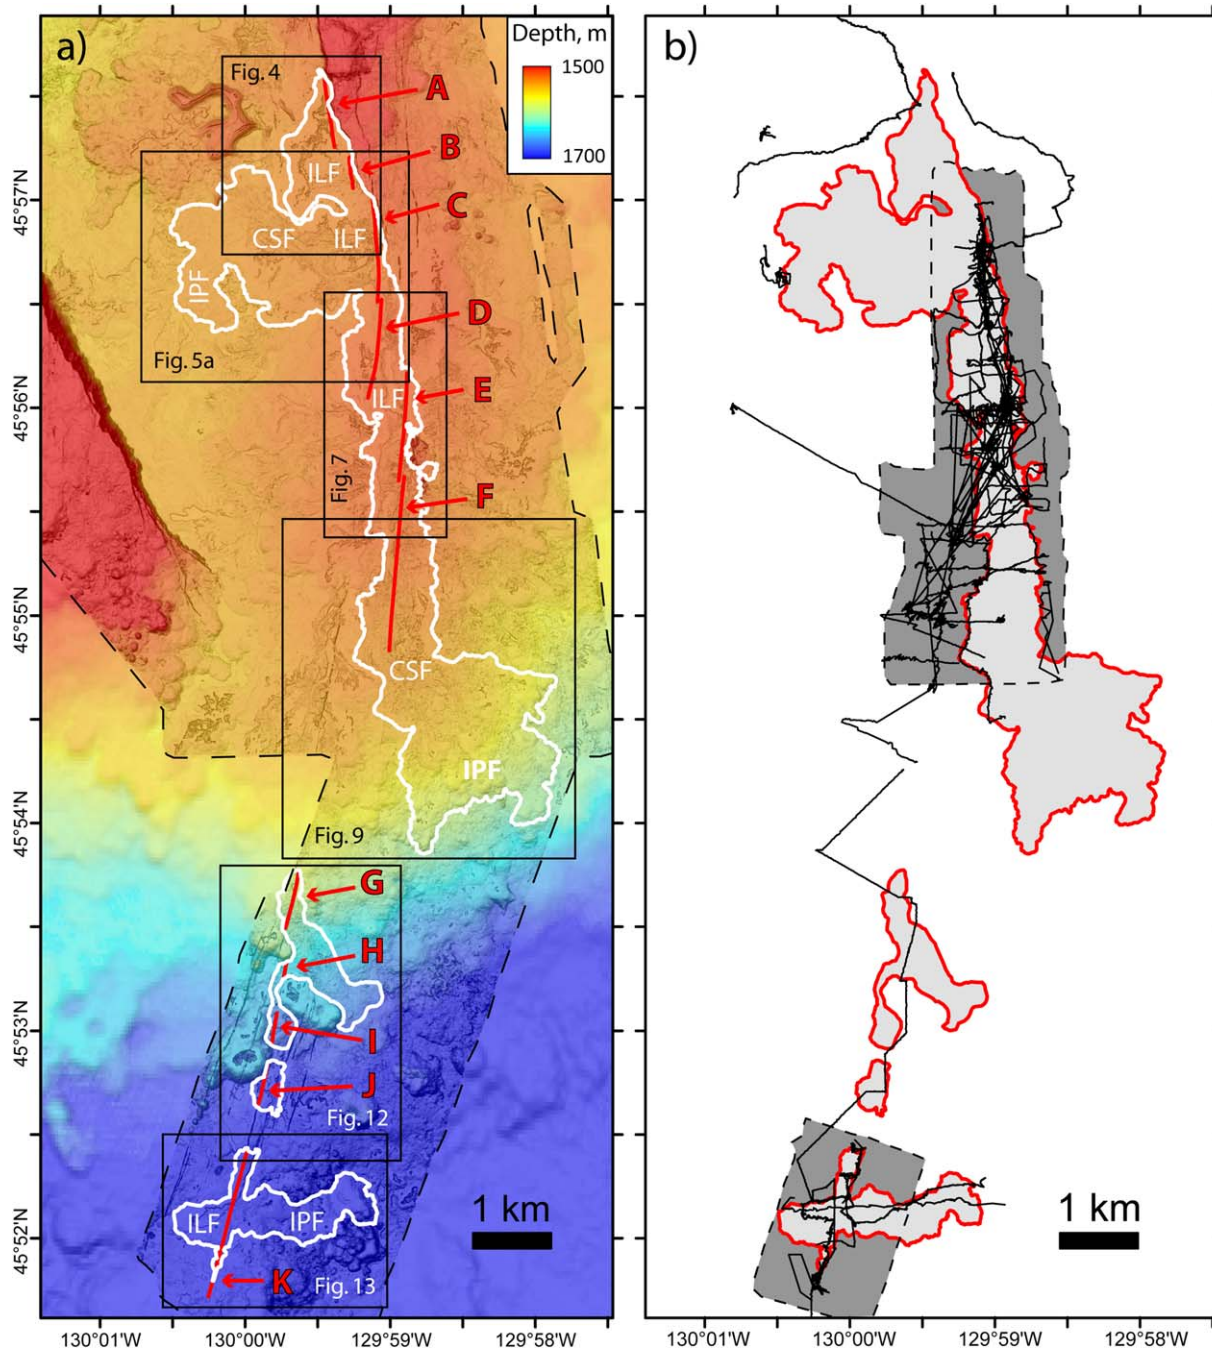 a)
Depth, m
1500
1700
Fig. 4
A
B
ILF
C
CSF
ILF
IPF
D
Fig. 5a
E
ILF
Fig. 7
F
CSF
IPF
Fig. 9
G
H
I
J
Fig. 12
ILF
IPF
K
Fig. 13
1 km
45°57'N
45°56'N
45°55'N
45°54'N
45°53'N
45°52'N
130°01'W
130°00'W
129°59'W
129°58'W
b)
1 km
130°01'W
130°00'W
129°59'W
129°58'W